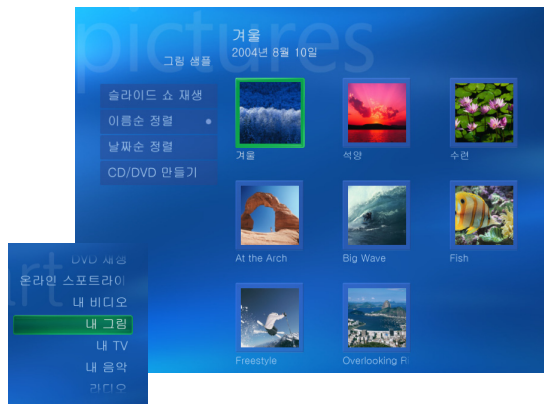 pictures
겨울
2004년 8월 10일
그림 샘플
슬라이드 쇼 재생
이름순 정렬
날짜순 정렬
CD/DVD 만들기
겨울
석양
수련
At the Arch
Big Wave
Fish
Freestyle
Overlooking Ri
art
DVD 재생
온라인 스포트라이
내 비디오
내 그림
내 TV
내 음악
라디오